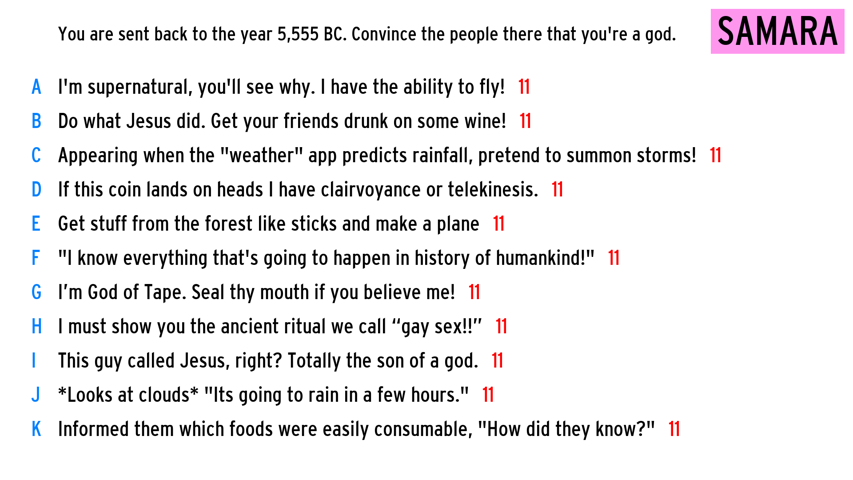 You are sent back to the year 5,555 BC. Convince the people there that you're a god.
SAMARA
A I'm supernatural, you'll see why. I have the ability to fly! 11
B Do what Jesus did. Get your friends drunk on some wine! 11
C Appearing when the "weather" app predicts rainfall, pretend to summon storms! 11
D If this coin lands on heads I have clairvoyance or telekinesis. 11
E Get stuff from the forest like sticks and make a plane 11
F "I know everything that's going to happen in history of humankind!" 11
G I’m God of Tape. Seal thy mouth if you believe me! 11
H I must show you the ancient ritual we call “gay sex!!” 11
I This guy called Jesus, right? Totally the son of a god. 11
J *Looks at clouds* "Its going to rain in a few hours." 11
K Informed them which foods were easily consumable, "How did they know?" 11